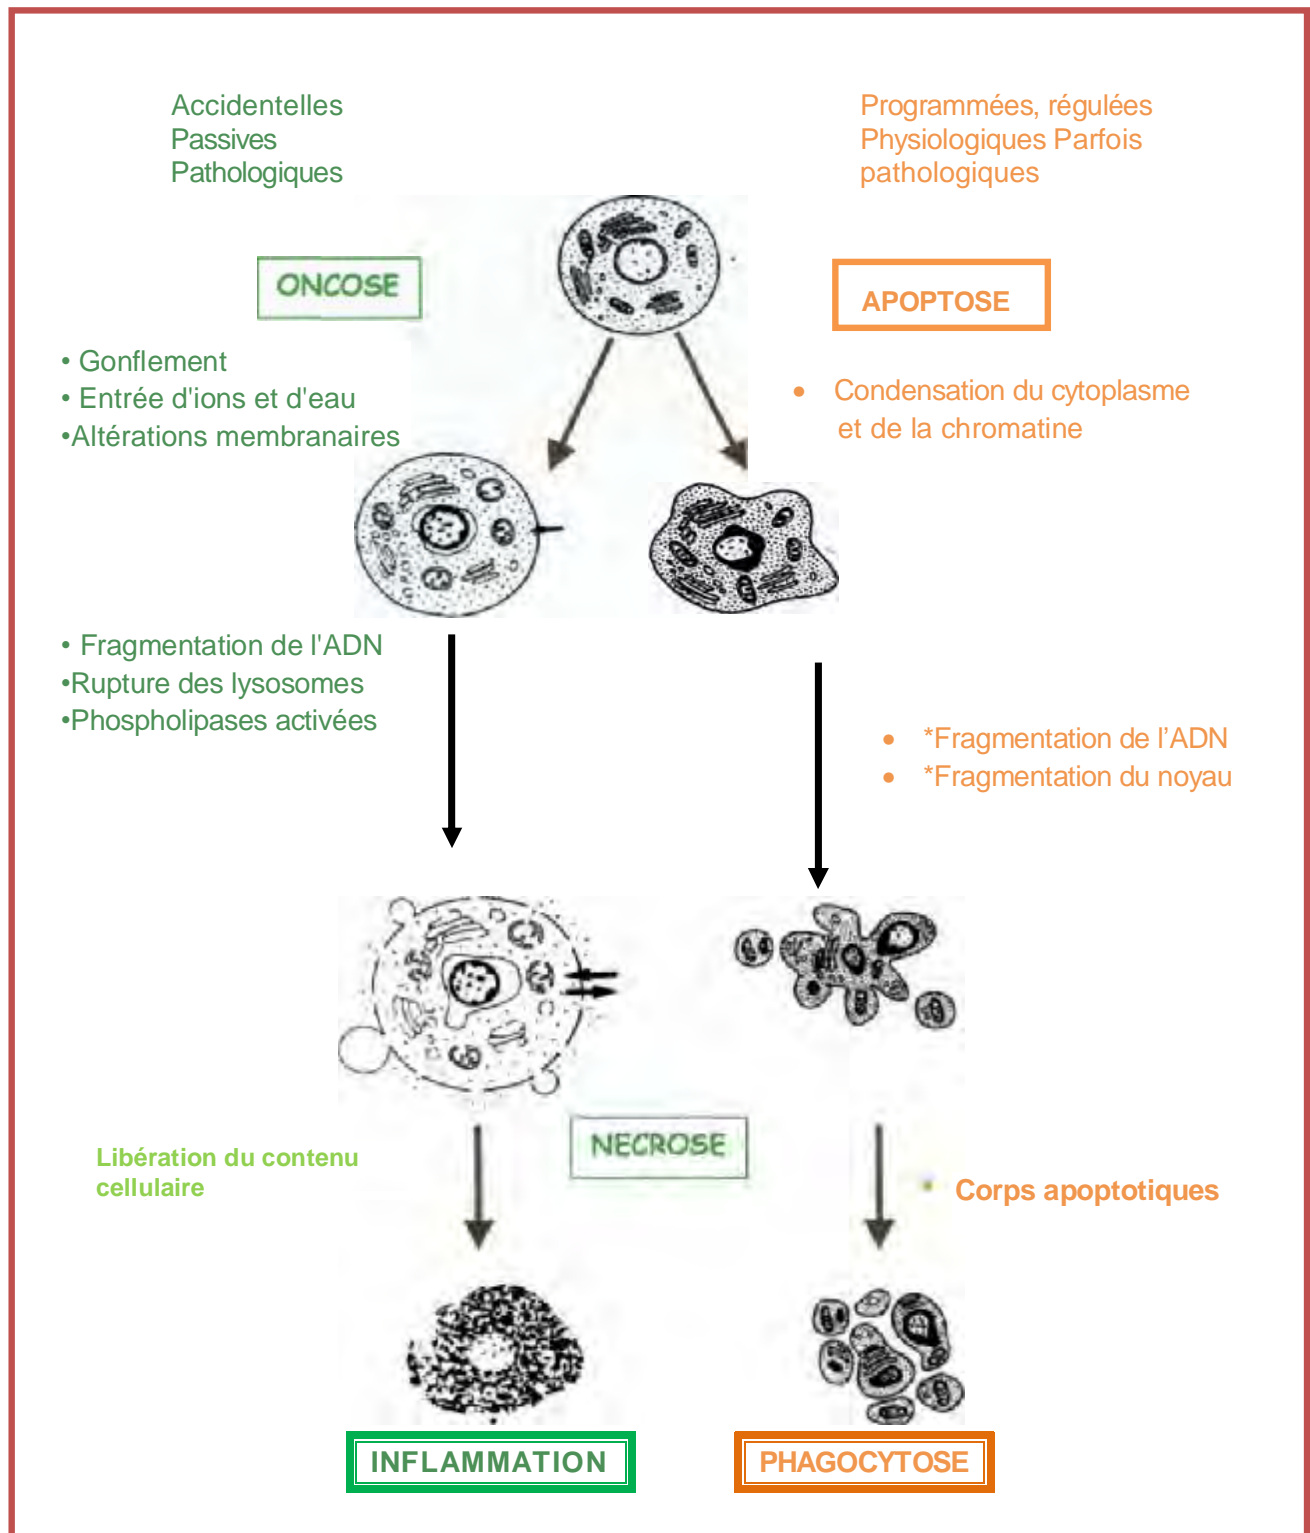 Accidentelles
Passives
Pathologiques
Programmées, régulées
Physiologiques Parfois
pathologiques
ONCOSE
APOPTOSE
• Gonflement
• Entrée d'ions et d'eau
•Altérations membranaires
• Condensation du cytoplasme
et de la chromatine
• Fragmentation de l'ADN
•Rupture des lysosomes
•Phospholipases activées
• *Fragmentation de l’ADN
• *Fragmentation du noyau
NECROSE
Libération du contenu
cellulaire
• Corps apoptotiques
INFLAMMATION
PHAGOCYTOSE